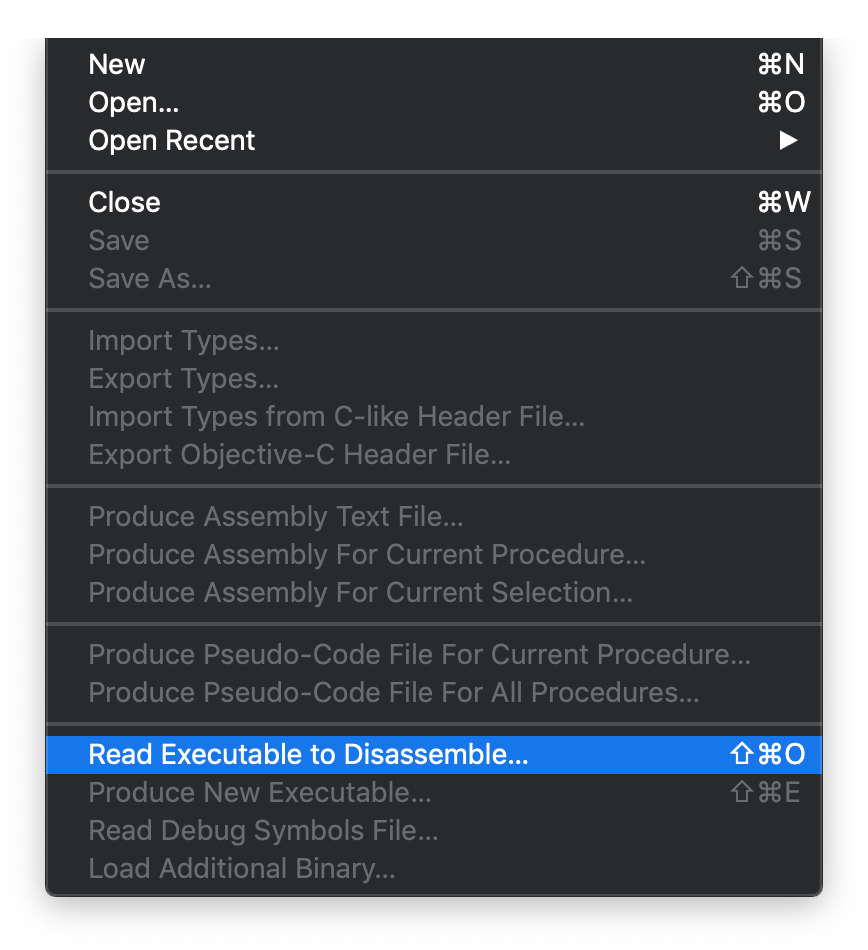 New ⌘N
Open... ⌘O
Open Recent ▶
Close ⌘W
Save ⌘S
Save As... ⇧⌘S
Import Types...
Export Types...
Import Types from C-like Header File...
Export Objective-C Header File...
Produce Assembly Text File...
Produce Assembly For Current Procedure...
Produce Assembly For Current Selection...
Produce Pseudo-Code File For Current Procedure...
Produce Pseudo-Code File For All Procedures...
Read Executable to Disassemble... ⇧⌘O
Produce New Executable... ⇧⌘E
Read Debug Symbols File...
Load Additional Binary...